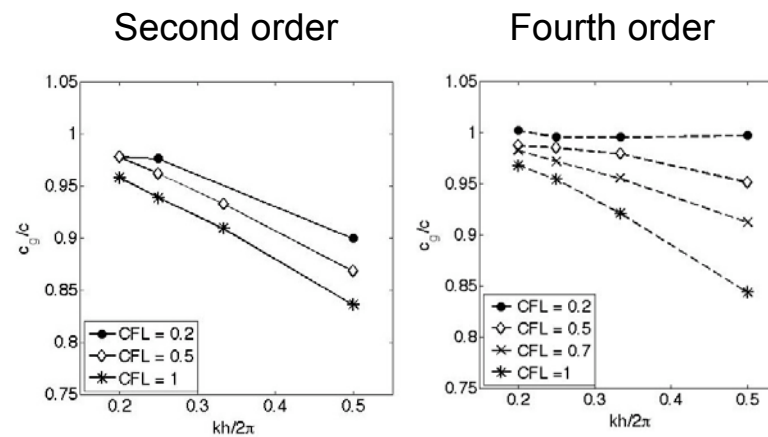 Second order
1.05
1
0.95
0.9
0.85
0.8
0.75
c_g/c
CFL = 0.2
CFL = 0.5
CFL = 1
0.2 0.3 0.4 0.5
kh/2π
Fourth order
1.05
1
0.95
0.9
0.85
0.8
0.75
c_g/c
CFL = 0.2
CFL = 0.5
CFL = 0.7
CFL =1
0.2 0.3 0.4 0.5
kh/2π